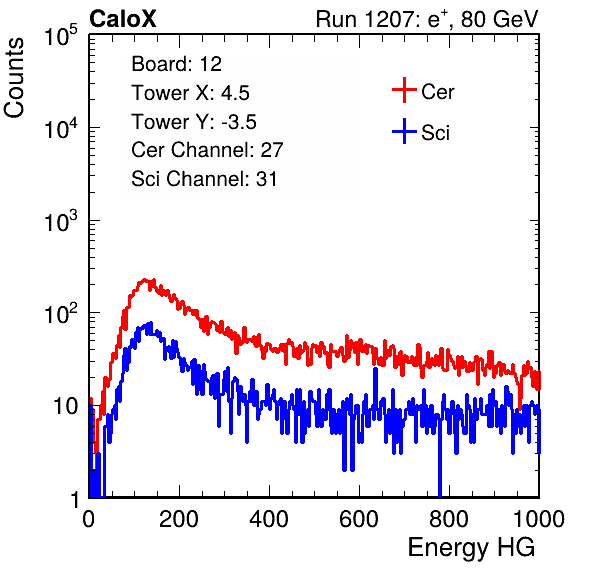 CaloX Run 1207: e⁺, 80 GeV
Counts
10⁵
10⁴
10³
10²
10
1
Board: 12
Tower X: 4.5
Tower Y: -3.5
Cer Channel: 27
Sci Channel: 31
Cer
Sci
0 200 400 600 800 1000
Energy HG